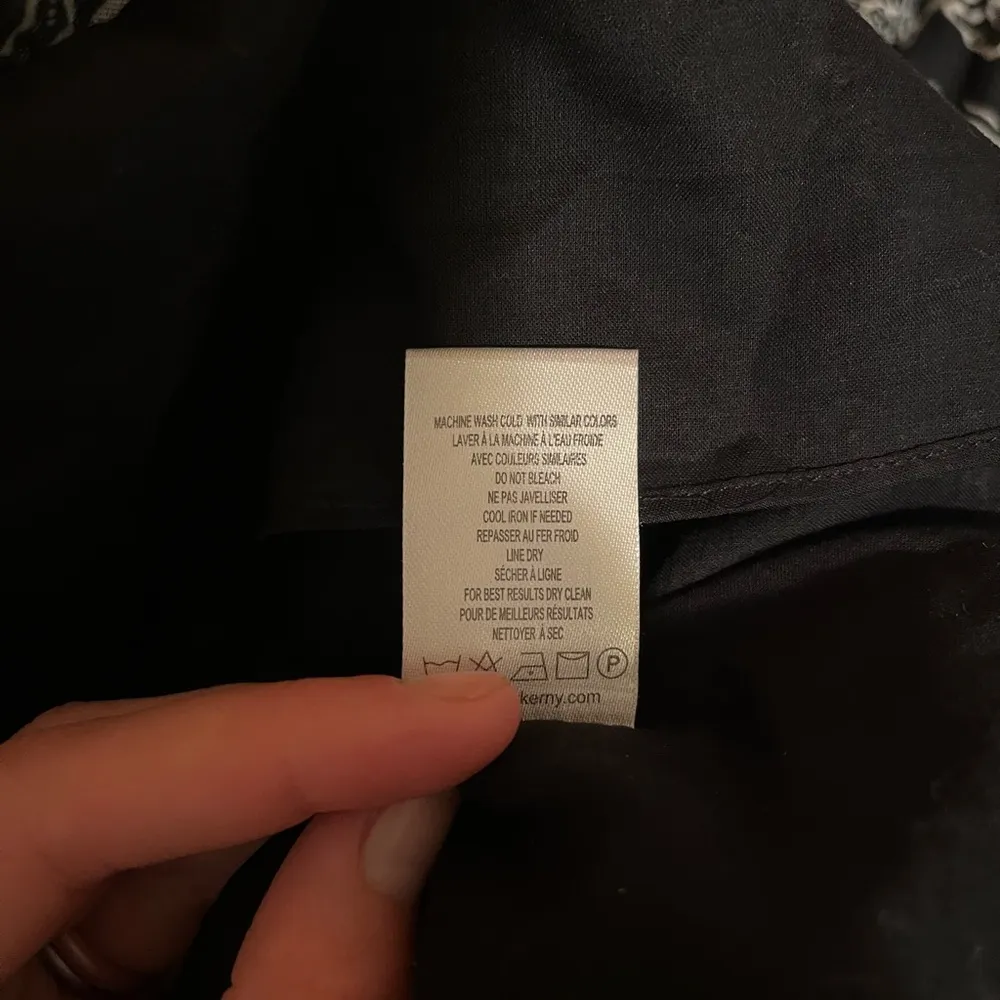 MACHINE WASH COLD WITH SIMILAR COLORS
LAVER À LA MACHINE À L'EAU FROIDE
AVEC COULEURS SIMILAIRES
DO NOT BLEACH
NE PAS JAVELLISER
COOL IRON IF NEEDED
REPASSER AU FER FROID
LINE DRY
SÉCHER À LIGNE
FOR BEST RESULTS DRY CLEAN
POUR DE MEILLEURS RÉSULTATS
NETTOYER À SEC
P
kerny.com